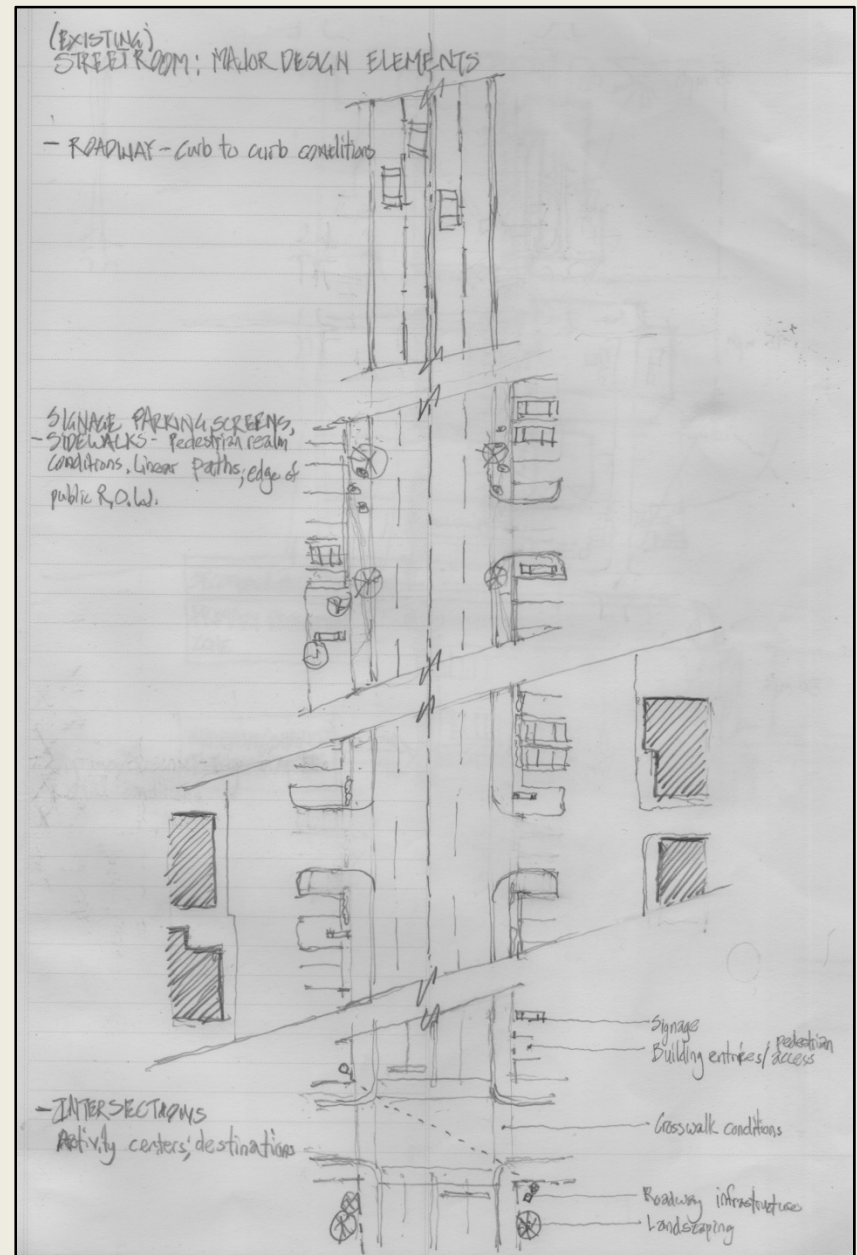 (EXISTING)
STREETROOM: MAJOR DESIGN ELEMENTS
- ROADWAY - Curb to curb conditions
SIGNAGE PARKING, SCREENS,
- SIDEWALKS - Pedestrian realm
conditions, Linear paths, edge of
public R.O.W.
Signage
Building entries/ pedestrian
access
- INTERSECTIONS
Activity centers; destinations
Crosswalk conditions
Roadway infrastructure
Landscaping